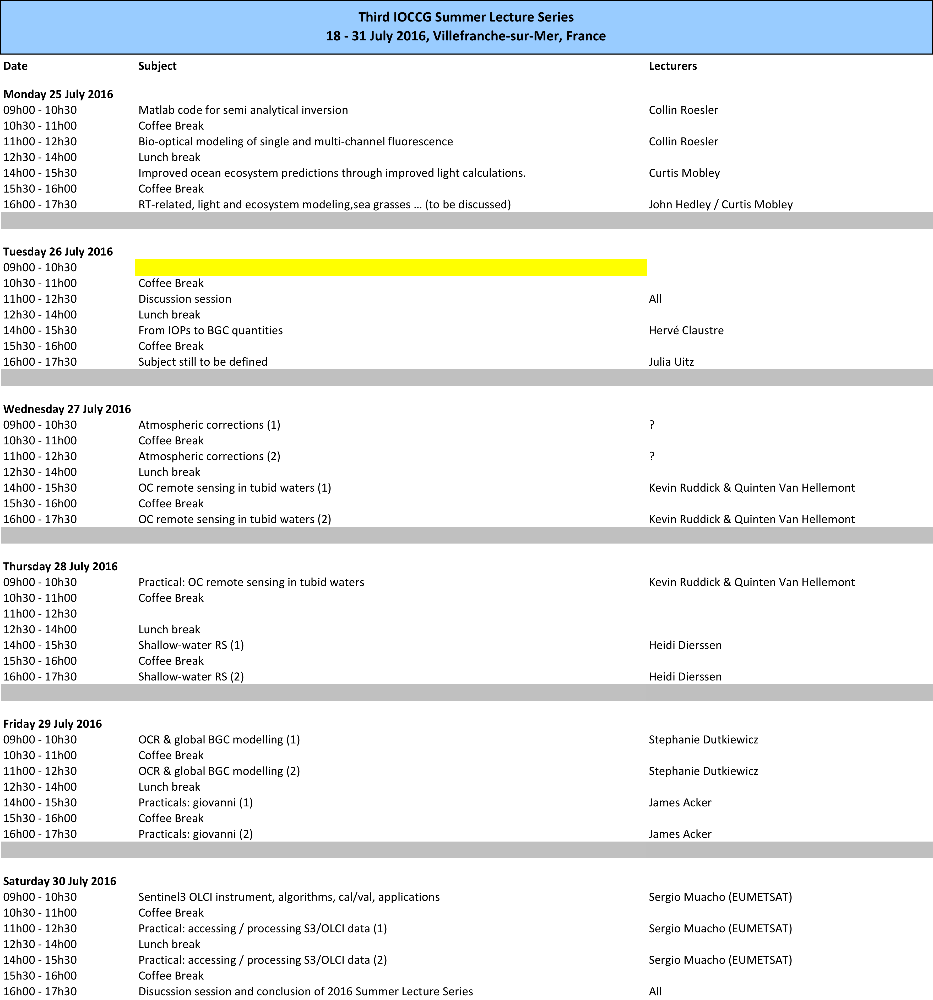 Third IOCCG Summer Lecture Series
18 - 31 July 2016, Villefranche-sur-Mer, France
Date Subject Lecturers
Monday 25 July 2016
09h00 - 10h30 Matlab code for semi analytical inversion Collin Roesler
10h30 - 11h00 Coffee Break
11h00 - 12h30 Bio-optical modeling of single and multi-channel fluorescence Collin Roesler
12h30 - 14h00 Lunch break
14h00 - 15h30 Improved ocean ecosystem predictions through improved light calculations. Curtis Mobley
15h30 - 16h00 Coffee Break
16h00 - 17h30 RT-related, light and ecosystem modeling,sea grasses ... (to be discussed) John Hedley / Curtis Mobley
Tuesday 26 July 2016
09h00 - 10h30
10h30 - 11h00 Coffee Break
11h00 - 12h30 Discussion session All
12h30 - 14h00 Lunch break
14h00 - 15h30 From IOPs to BGC quantities Hervé Claustre
15h30 - 16h00 Coffee Break
16h00 - 17h30 Subject still to be defined Julia Uitz
Wednesday 27 July 2016
09h00 - 10h30 Atmospheric corrections (1) ?
10h30 - 11h00 Coffee Break
11h00 - 12h30 Atmospheric corrections (2) ?
12h30 - 14h00 Lunch break
14h00 - 15h30 OC remote sensing in tubid waters (1) Kevin Ruddick & Quinten Van Hellemont
15h30 - 16h00 Coffee Break
16h00 - 17h30 OC remote sensing in tubid waters (2) Kevin Ruddick & Quinten Van Hellemont
Thursday 28 July 2016
09h00 - 10h30 Practical: OC remote sensing in tubid waters Kevin Ruddick & Quinten Van Hellemont
10h30 - 11h00 Coffee Break
11h00 - 12h30
12h30 - 14h00 Lunch break
14h00 - 15h30 Shallow-water RS (1) Heidi Dierssen
15h30 - 16h00 Coffee Break
16h00 - 17h30 Shallow-water RS (2) Heidi Dierssen
Friday 29 July 2016
09h00 - 10h30 OCR & global BGC modelling (1) Stephanie Dutkiewicz
10h30 - 11h00 Coffee Break
11h00 - 12h30 OCR & global BGC modelling (2) Stephanie Dutkiewicz
12h30 - 14h00 Lunch break
14h00 - 15h30 Practicals: giovanni (1) James Acker
15h30 - 16h00 Coffee Break
16h00 - 17h30 Practicals: giovanni (2) James Acker
Saturday 30 July 2016
09h00 - 10h30 Sentinel3 OLCI instrument, algorithms, cal/val, applications Sergio Muacho (EUMETSAT)
10h30 - 11h00 Coffee Break
11h00 - 12h30 Practical: accessing / processing S3/OLCI data (1) Sergio Muacho (EUMETSAT)
12h30 - 14h00 Lunch break
14h00 - 15h30 Practical: accessing / processing S3/OLCI data (2) Sergio Muacho (EUMETSAT)
15h30 - 16h00 Coffee Break
16h00 - 17h30 Disucssion session and conclusion of 2016 Summer Lecture Series All